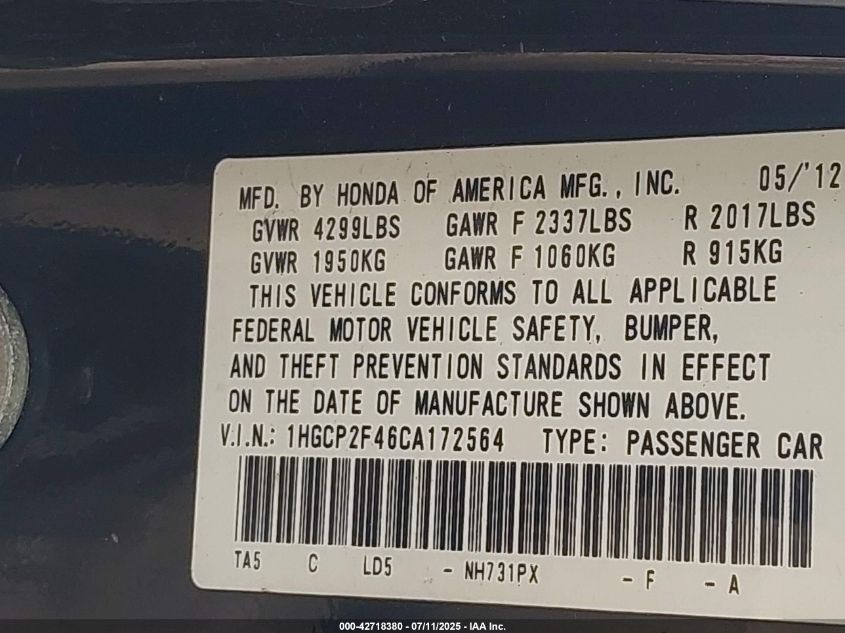 MFD. BY HONDA OF AMERICA MFG., INC. 05/'12
GVWR 4299LBS GAWR F 2337LBS R 2017LBS
GVWR 1950KG GAWR F 1060KG R 915KG
THIS VEHICLE CONFORMS TO ALL APPLICABLE
FEDERAL MOTOR VEHICLE SAFETY, BUMPER,
AND THEFT PREVENTION STANDARDS IN EFFECT
ON THE DATE OF MANUFACTURE SHOWN ABOVE.
V.I.N.: 1HGCP2F46CA172564 TYPE: PASSENGER CAR
TA5 C LD5 - NH731PX - F - A
000-42718380 - 07/11/2025 - IAA Inc.